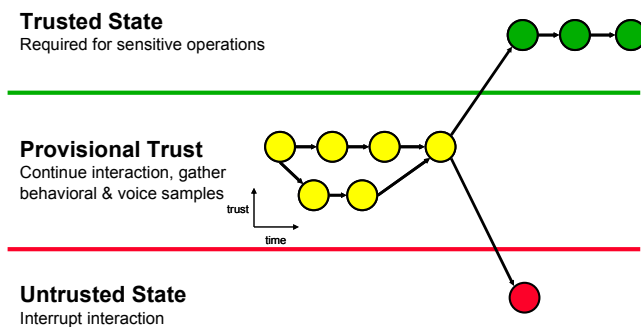 Trusted State
Required for sensitive operations
Provisional Trust
Continue interaction, gather
behavioral & voice samples
trust
time
Untrusted State
Interrupt interaction